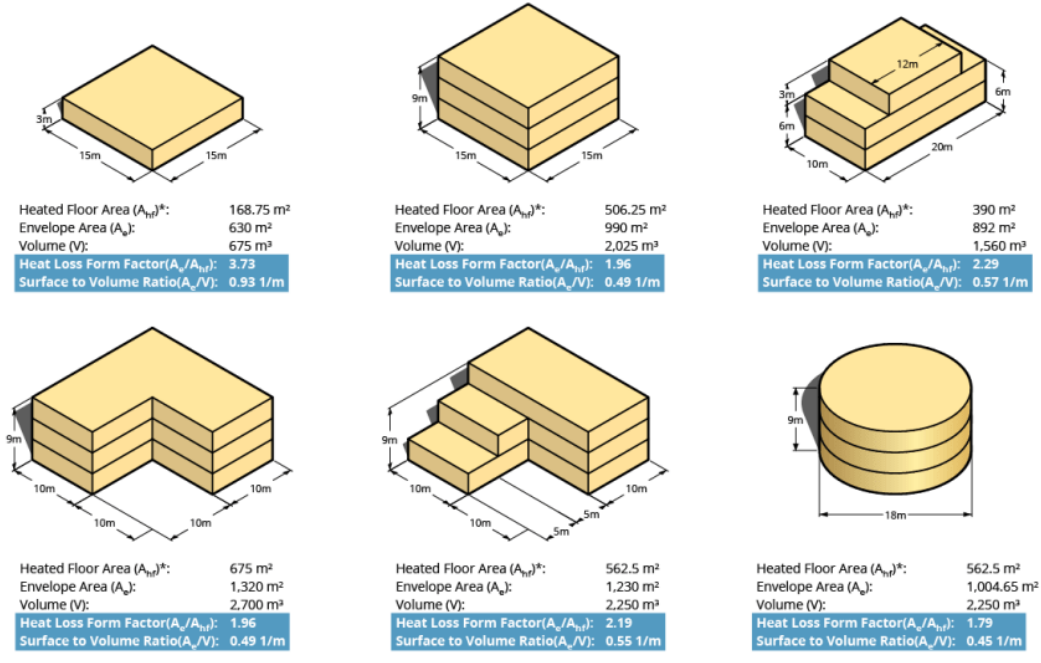 3m
15m
15m
Heated Floor Area (Ahf)*: 168.75 m²
Envelope Area (Ae): 630 m²
Volume (V): 675 m³
Heat Loss Form Factor(Ae/Ahf): 3.73
Surface to Volume Ratio(Ae/V): 0.93 1/m
9m
15m
15m
Heated Floor Area (Ahf)*: 506.25 m²
Envelope Area (Ae): 990 m²
Volume (V): 2,025 m³
Heat Loss Form Factor(Ae/Ahf): 1.96
Surface to Volume Ratio(Ae/V): 0.49 1/m
12m
3m
6m
6m
10m
20m
Heated Floor Area (Ahf)*: 390 m²
Envelope Area (Ae): 892 m²
Volume (V): 1,560 m³
Heat Loss Form Factor(Ae/Ahf): 2.29
Surface to Volume Ratio(Ae/V): 0.57 1/m
9m
10m
10m
10m
10m
Heated Floor Area (Ahf)*: 675 m²
Envelope Area (Ae): 1,320 m²
Volume (V): 2,700 m³
Heat Loss Form Factor(Ae/Ahf): 1.96
Surface to Volume Ratio(Ae/V): 0.49 1/m
9m
10m
10m
5m
5m
10m
Heated Floor Area (Ahf)*: 562.5 m²
Envelope Area (Ae): 1,230 m²
Volume (V): 2,250 m³
Heat Loss Form Factor(Ae/Ahf): 2.19
Surface to Volume Ratio(Ae/V): 0.55 1/m
9m
18m
Heated Floor Area (Ahf)*: 562.5 m²
Envelope Area (Ae): 1,004.65 m²
Volume (V): 2,250 m³
Heat Loss Form Factor(Ae/Ahf): 1.79
Surface to Volume Ratio(Ae/V): 0.45 1/m